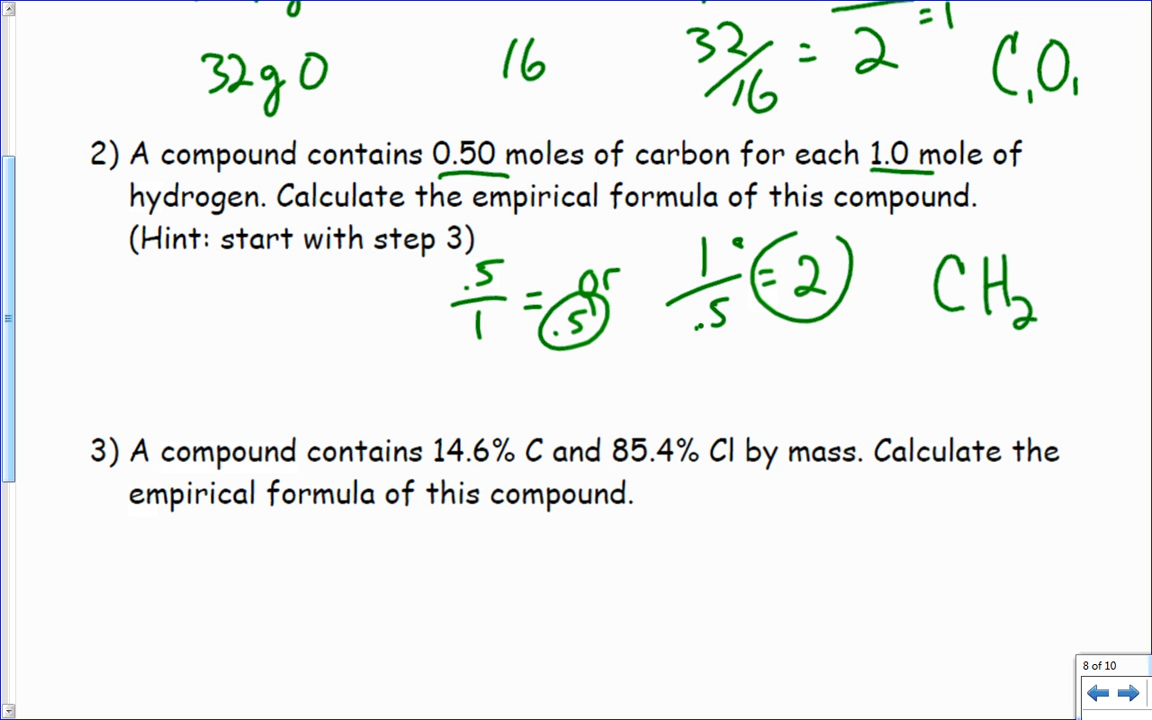 = 1
32 g O 16 32/16 = 2 C1O1
2) A compound contains 0.50 moles of carbon for each 1.0 mole of
hydrogen. Calculate the empirical formula of this compound.
(Hint: start with step 3)
.5/1 = .5 or 1/.5 = 2 CH2
3) A compound contains 14.6% C and 85.4% Cl by mass. Calculate the
empirical formula of this compound.
8 of 10